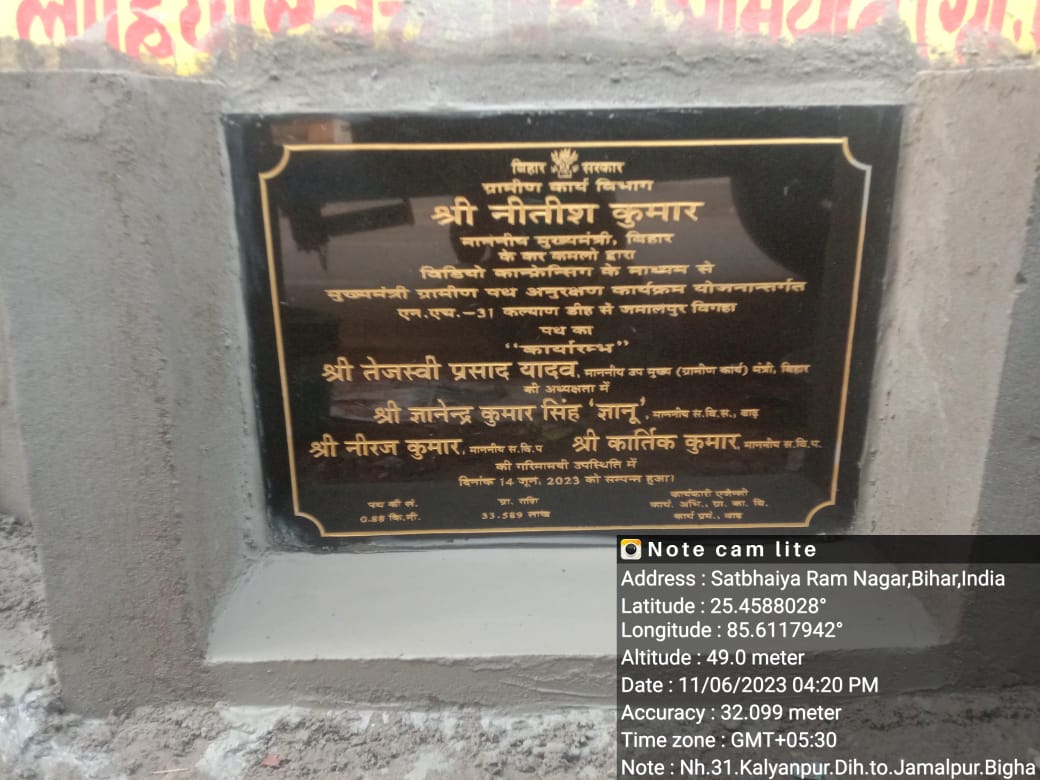 बिहार सरकार
ग्रामीण कार्य विभाग
श्री नीतीश कुमार
माननीय मुख्यमंत्री, बिहार
के कर कमलो द्वारा
विडियो कान्फ्रेन्सिंग के माध्यम से
मुख्यमंत्री ग्रामीण पथ अनुरक्षण कार्यक्रम योजनान्तर्गत
एन.एच.-31 कल्याण डीह से जमालपुर विगहा
पथ का
"कार्यारम्भ"
श्री तेजस्वी प्रसाद यादव, माननीय उप मुख्य (ग्रामीण कार्य) मंत्री, बिहार
की अध्यक्षता में
श्री ज्ञानेन्द्र कुमार सिंह 'ज्ञानू', माननीय स.वि.स., बाढ़
श्री नीरज कुमार, माननीय स.वि.प श्री कार्तिक कुमार, माननीय स.वि.प.
की गरिमामयी उपस्थिति में
दिनांक 14 जून, 2023 को सम्पन्न हुआ।
पथ की लं. प्रा. राशि कार्यकारी एजेन्सी
0.88 कि.मी. 33.589 लाख कार्य. अभि., ग्रा. का. वि.
कार्य प्रमं., बाढ़
Note cam lite
Address : Satbhaiya Ram Nagar,Bihar,India
Latitude : 25.4588028°
Longitude : 85.6117942°
Altitude : 49.0 meter
Date : 11/06/2023 04:20 PM
Accuracy : 32.099 meter
Time zone : GMT+05:30
Note : Nh.31.Kalyanpur.Dih.to.Jamalpur.Bigha